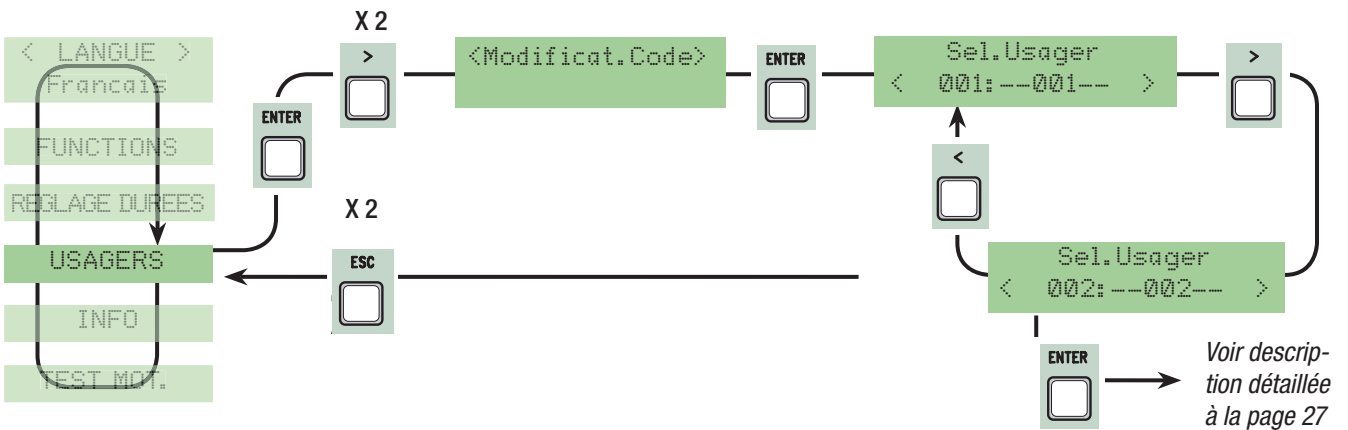 < LANGUE >
Francais
FUNCTIONS
REGLAGE DUREES
USAGERS
INFO
TEST MOT.
ENTER
X 2
>
<Modificat.Code>
ENTER
Sel.Usager
< 001:--001-- >
>
<
Sel.Usager
< 002:--002-- >
X 2
ESC
ENTER
Voir descrip-
tion détaillée
à la page 27